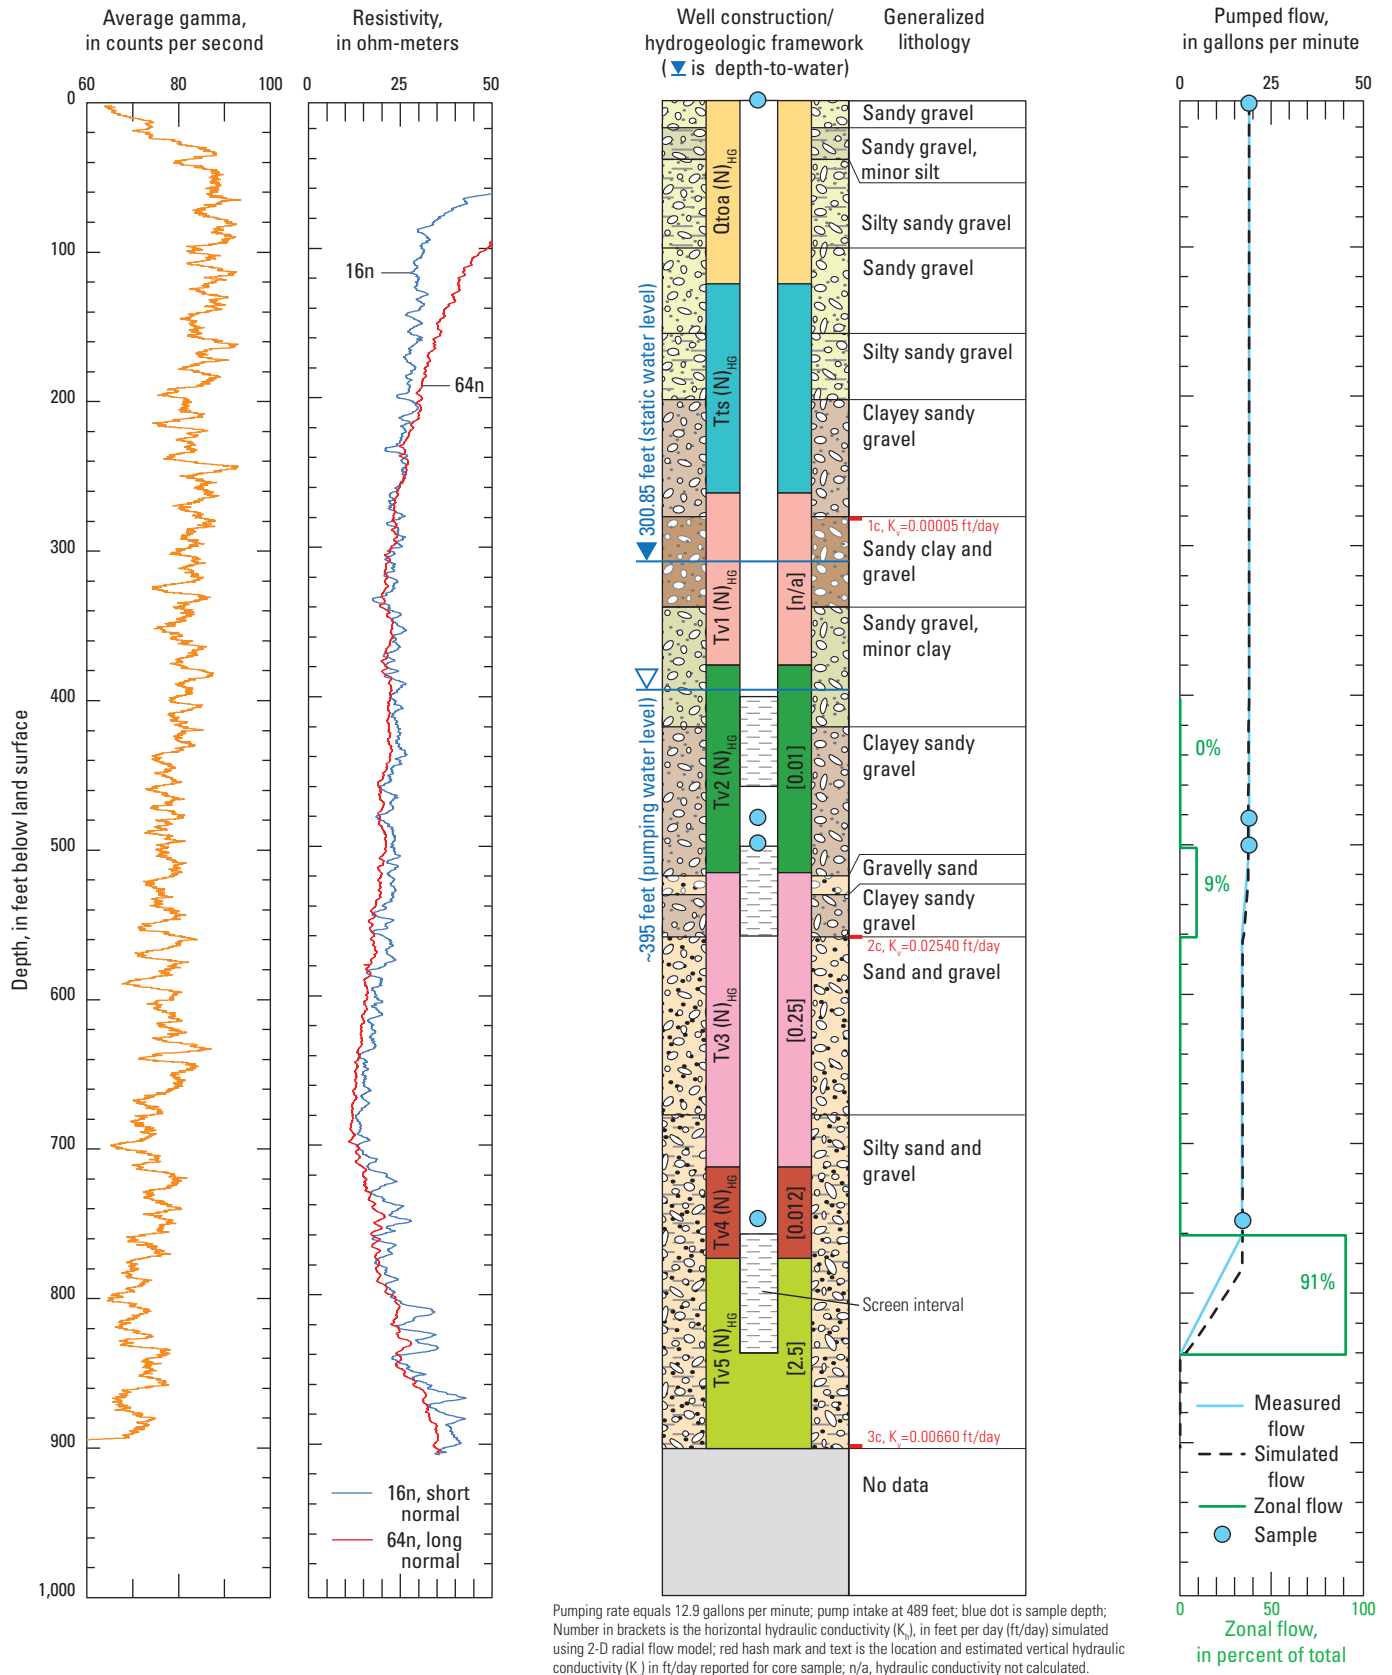 Average gamma,
in counts per second
Resistivity,
in ohm-meters
Well construction/
hydrogeologic framework
( is depth-to-water)
Generalized
lithology
Pumped flow,
in gallons per minute
60 80 100
0 25 50
0 25 50
Depth, in feet below land surface
0
100
200
300
400
500
600
700
800
900
1,000
16n
64n
16n, short
normal
64n, long
normal
300.85 feet (static water level)
~395 feet (pumping water level)
Qtoa (N)HG
Tts (N)HG
Tv1 (N)HG
[n/a]
Tv2 (N)HG
[0.01]
Tv3 (N)HG
[0.25]
Tv4 (N)HG
[0.012]
Tv5 (N)HG
[2.5]
Sandy gravel
Sandy gravel,
minor silt
Silty sandy gravel
Sandy gravel
Silty sandy gravel
Clayey sandy
gravel
1c, Kv=0.00005 ft/day
Sandy clay and
gravel
Sandy gravel,
minor clay
Clayey sandy
gravel
Gravelly sand
Clayey sandy
gravel
2c, Kv=0.02540 ft/day
Sand and gravel
Silty sand and
gravel
Screen interval
3c, Kv=0.00660 ft/day
No data
0%
9%
91%
Measured
flow
Simulated
flow
Zonal flow
Sample
0 50 100
Zonal flow,
in percent of total
Pumping rate equals 12.9 gallons per minute; pump intake at 489 feet; blue dot is sample depth;
Number in brackets is the horizontal hydraulic conductivity (Kh), in feet per day (ft/day) simulated
using 2-D radial flow model; red hash mark and text is the location and estimated vertical hydraulic
conductivity (Kv) in ft/day reported for core sample; n/a, hydraulic conductivity not calculated.